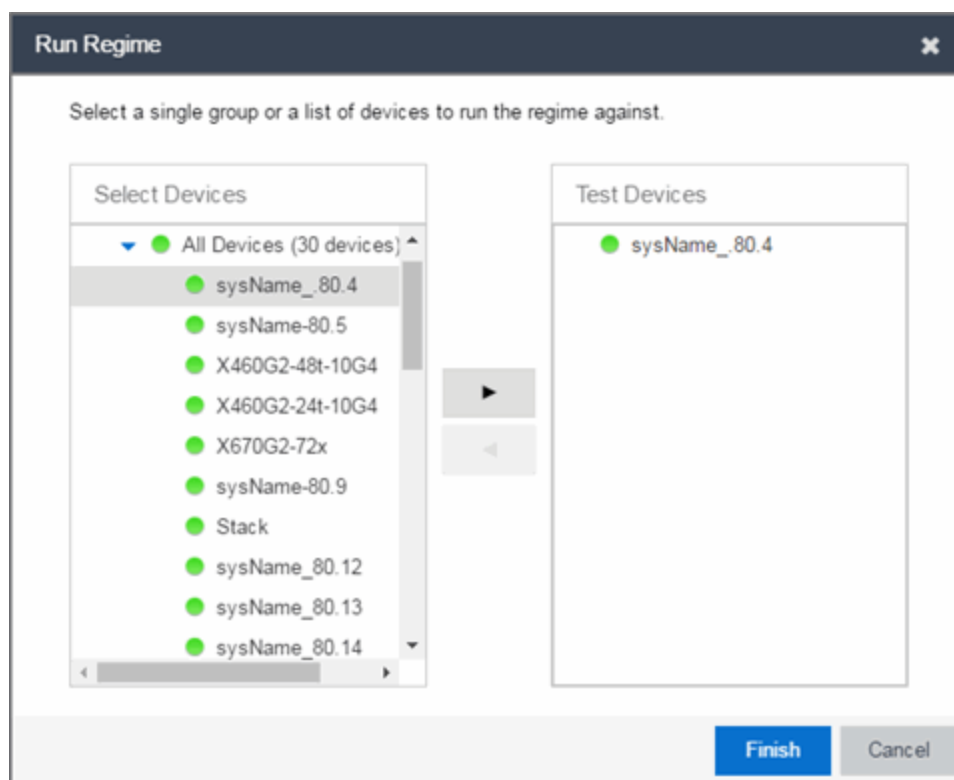 Run Regime
Select a single group or a list of devices to run the regime against.
Select Devices
All Devices (30 devices)
sysName_.80.4
sysName-80.5
X460G2-48t-10G4
X460G2-24t-10G4
X670G2-72x
sysName-80.9
Stack
sysName_80.12
sysName_80.13
sysName_80.14
Test Devices
sysName_.80.4
Finish
Cancel